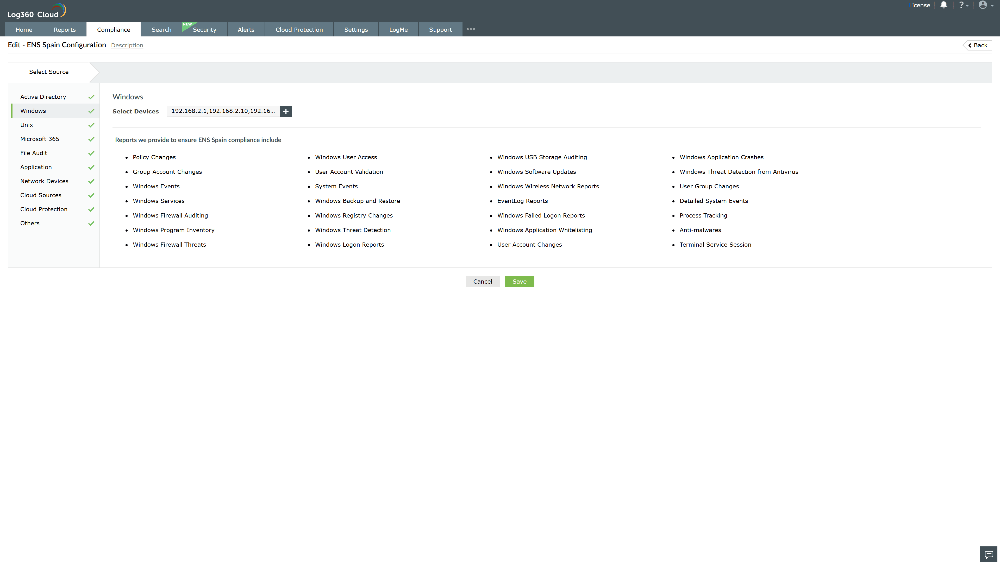 License
?
Log360 Cloud
Home
Reports
Compliance
Search
NEW
Security
Alerts
Cloud Protection
Settings
LogMe
Support
Edit - ENS Spain Configuration
Description
Back
Select Source
Active Directory
Windows
Unix
Microsoft 365
File Audit
Application
Network Devices
Cloud Sources
Cloud Protection
Others
Windows
Select Devices
192.168.2.1,192.168.2.10,192.16...
Reports we provide to ensure ENS Spain compliance include
Policy Changes
Windows User Access
Windows USB Storage Auditing
Windows Application Crashes
Group Account Changes
User Account Validation
Windows Software Updates
Windows Threat Detection from Antivirus
Windows Events
System Events
Windows Wireless Network Reports
User Group Changes
Windows Services
Windows Backup and Restore
EventLog Reports
Detailed System Events
Windows Firewall Auditing
Windows Registry Changes
Windows Failed Logon Reports
Process Tracking
Windows Program Inventory
Windows Threat Detection
Windows Application Whitelisting
Anti-malwares
Windows Firewall Threats
Windows Logon Reports
User Account Changes
Terminal Service Session
Cancel
Save